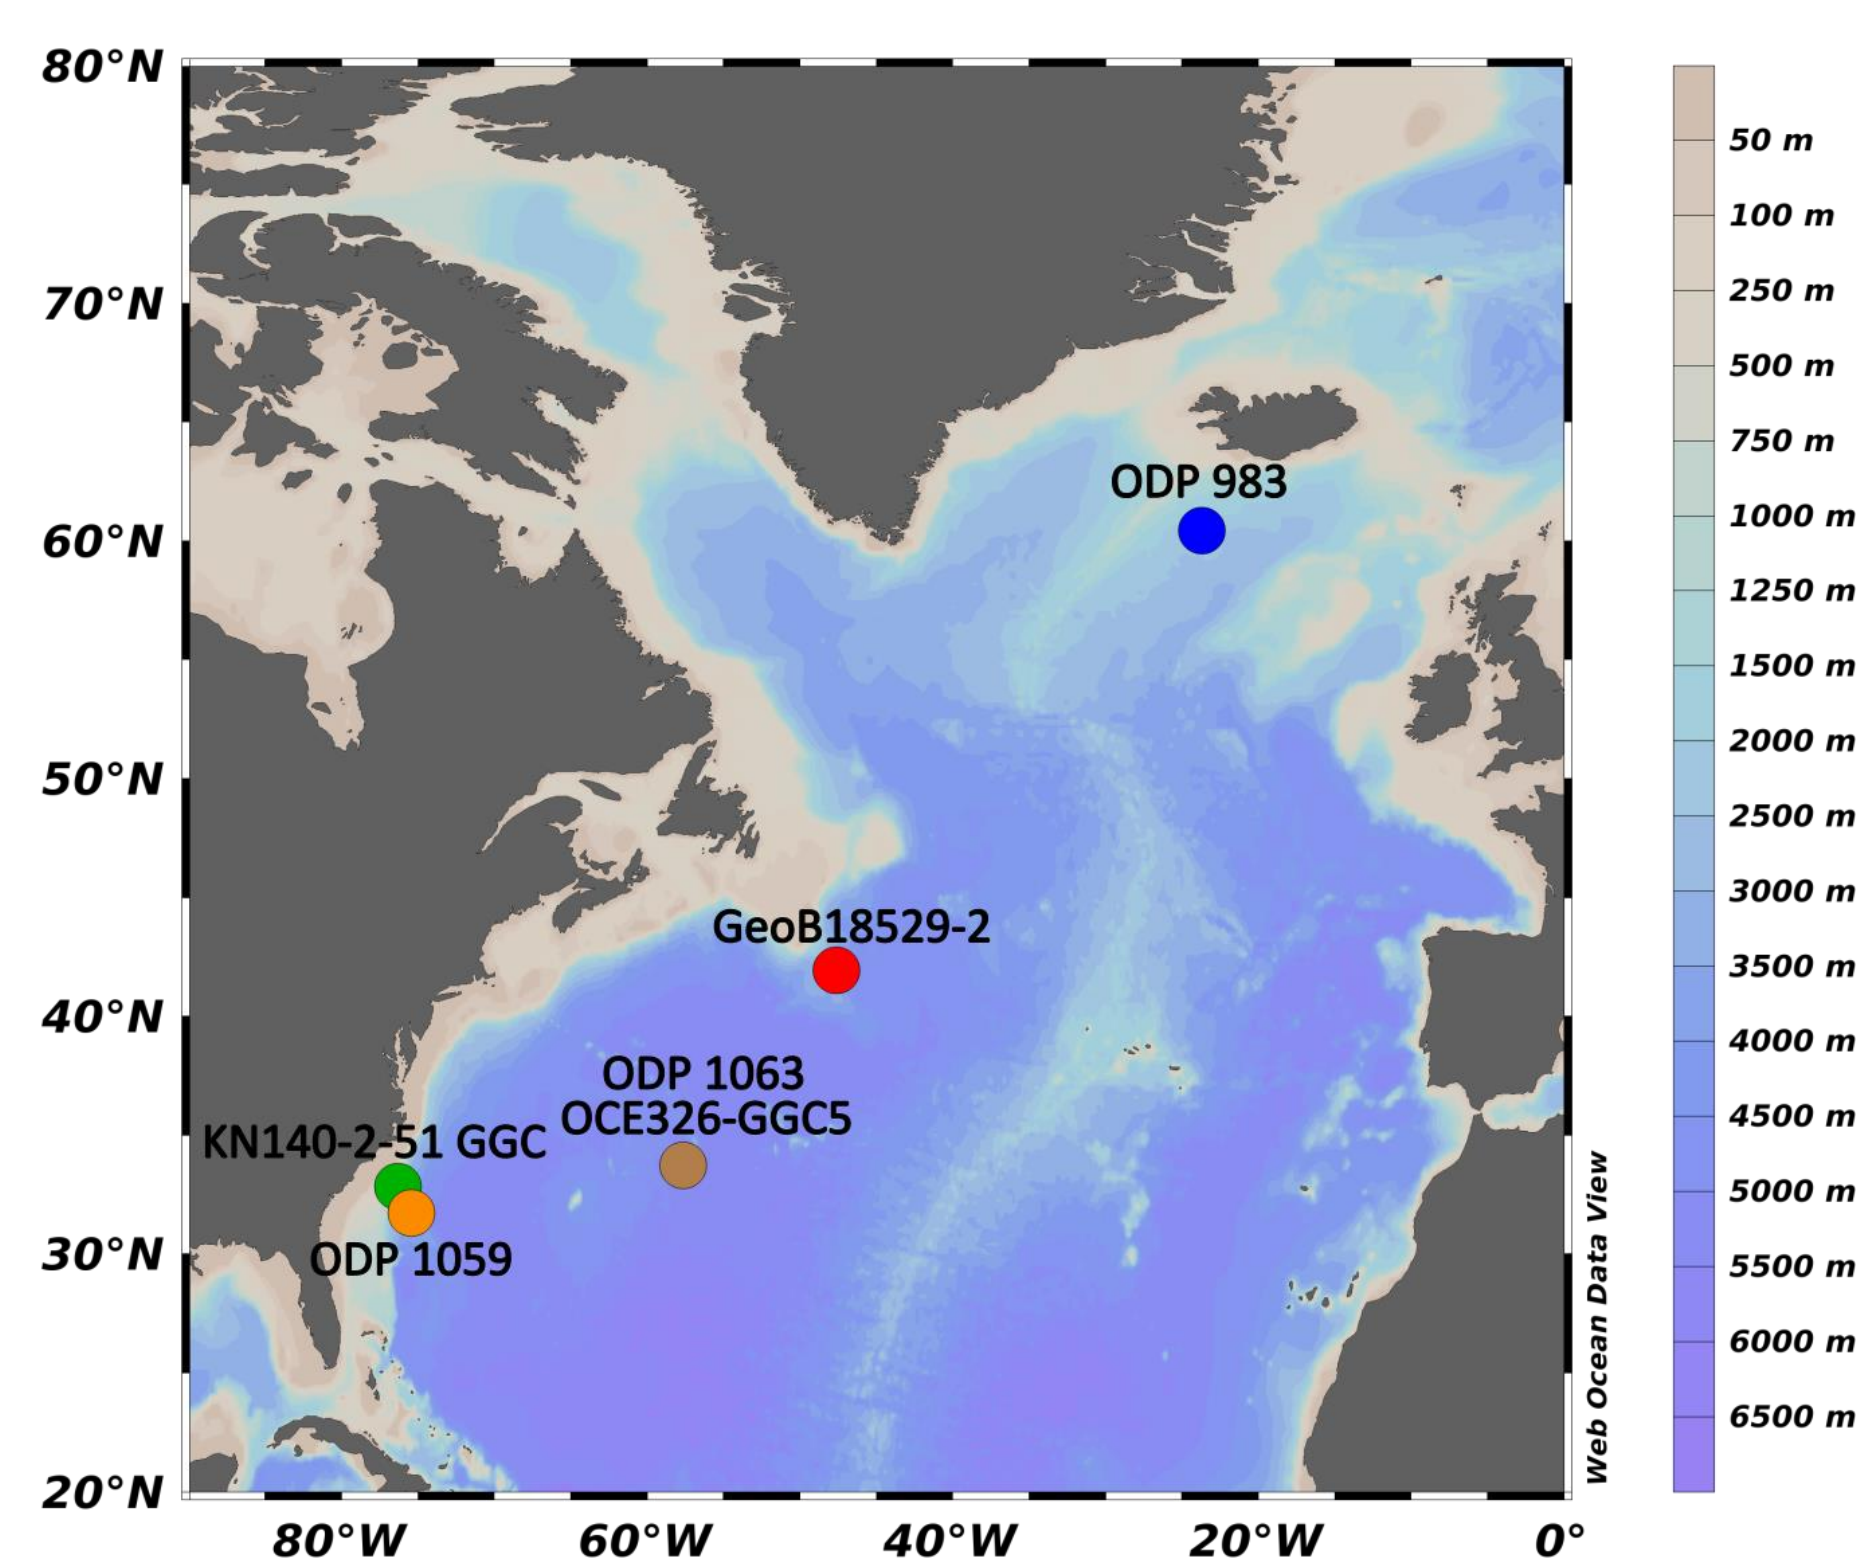 80°N
70°N
60°N
50°N
40°N
30°N
20°N
80°W
60°W
40°W
20°W
0°
ODP 983
GeoB18529-2
ODP 1063
OCE326-GGC5
KN140-2-51 GGC
ODP 1059
Web Ocean Data View
50 m
100 m
250 m
500 m
750 m
1000 m
1250 m
1500 m
2000 m
2500 m
3000 m
3500 m
4000 m
4500 m
5000 m
5500 m
6000 m
6500 m